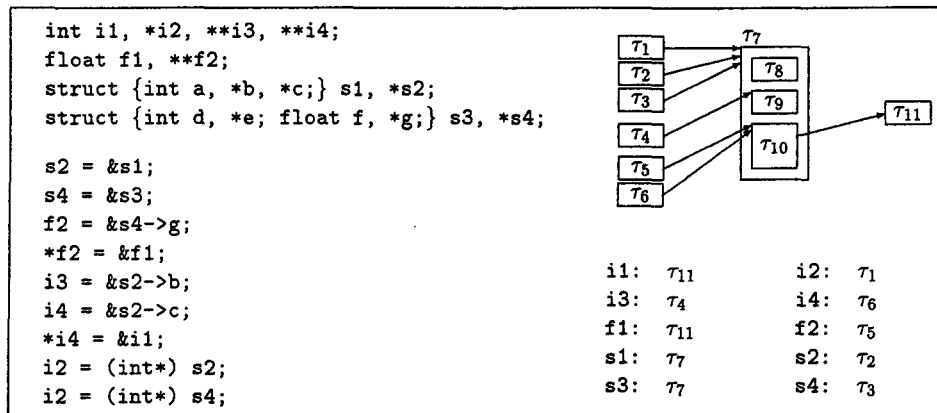 int i1, *i2, **i3, **i4;
float f1, **f2;
struct {int a, *b, *c;} s1, *s2;
struct {int d, *e; float f, *g;} s3, *s4;
s2 = &s1;
s4 = &s3;
f2 = &s4->g;
*f2 = &f1;
i3 = &s2->b;
i4 = &s2->c;
*i4 = &i1;
i2 = (int*) s2;
i2 = (int*) s4;
τ1
τ2
τ3
τ4
τ5
τ6
τ7
τ8
τ9
τ10
τ11
i1: τ11 i2: τ1
i3: τ4 i4: τ6
f1: τ11 f2: τ5
s1: τ7 s2: τ2
s3: τ7 s4: τ3